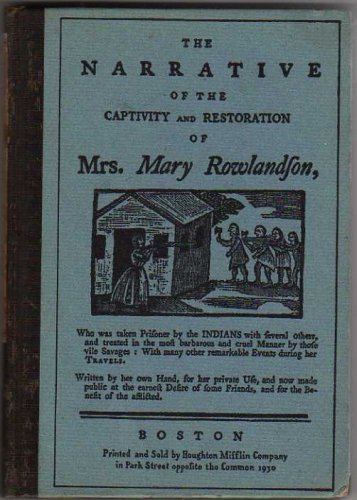 THE
NARRATIVE
OF THE
CAPTIVITY AND RESTORATION
OF
Mrs. Mary Rowlandſon,
Who was taken Priſoner by the INDIANS with ſeveral others,
and treated in the moſt barbarous and cruel Manner by thoſe
vile Savages : With many other remarkable Events during her
TRAVELS.
Written by her own Hand, for her private Uſe, and now made
public at the earneſt Deſire of ſome Friends, and for the Be-
nefit of the afflicted.
BOSTON
Printed and Sold by Houghton Mifflin Company
in Park Street oppoſite the Common 1930